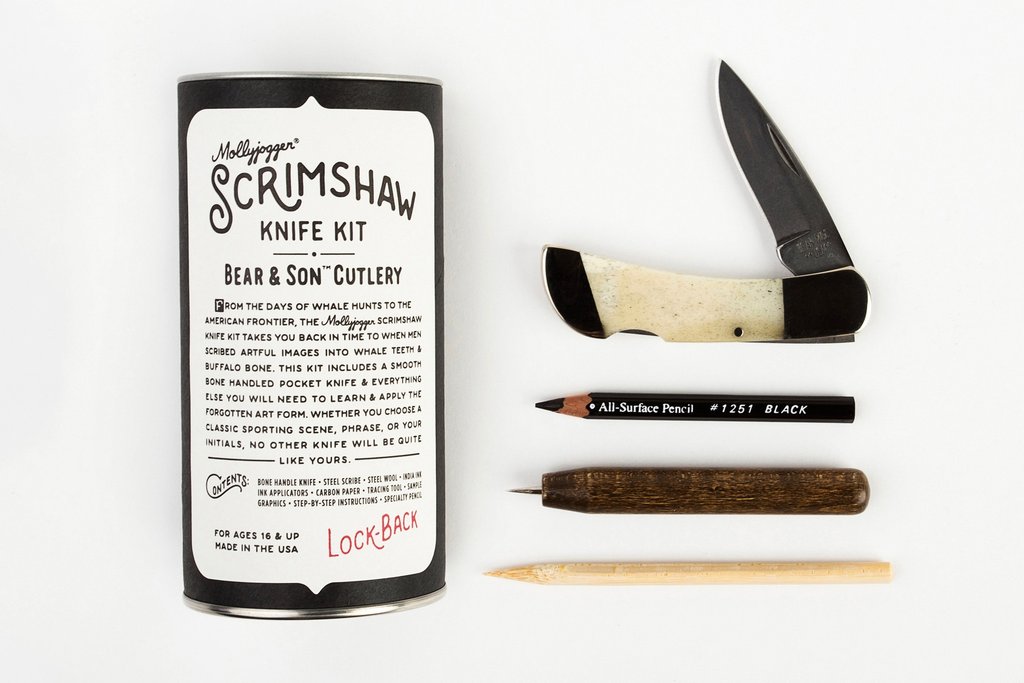 Mollyjogger®
SCRIMSHAW
KNIFE KIT
BEAR & SON™ CUTLERY
FROM THE DAYS OF WHALE HUNTS TO THE
AMERICAN FRONTIER, THE Mollyjogger SCRIMSHAW
KNIFE KIT TAKES YOU BACK IN TIME TO WHEN MEN
SCRIBED ARTFUL IMAGES INTO WHALE TEETH &
BUFFALO BONE. THIS KIT INCLUDES A SMOOTH
BONE HANDLED POCKET KNIFE & EVERYTHING
ELSE YOU WILL NEED TO LEARN & APPLY THE
FORGOTTEN ART FORM. WHETHER YOU CHOOSE A
CLASSIC SPORTING SCENE, PHRASE, OR YOUR
INITIALS, NO OTHER KNIFE WILL BE QUITE
LIKE YOURS.
CONTENTS:
BONE HANDLE KNIFE • STEEL SCRIBE • STEEL WOOL • INDIA INK
INK APPLICATORS • CARBON PAPER • TRACING TOOL • SAMPLE
GRAPHICS • STEP-BY-STEP INSTRUCTIONS • SPECIALTY PENCIL
FOR AGES 16 & UP
MADE IN THE USA
LOCK-BACK
All-Surface Pencil #1251 BLACK